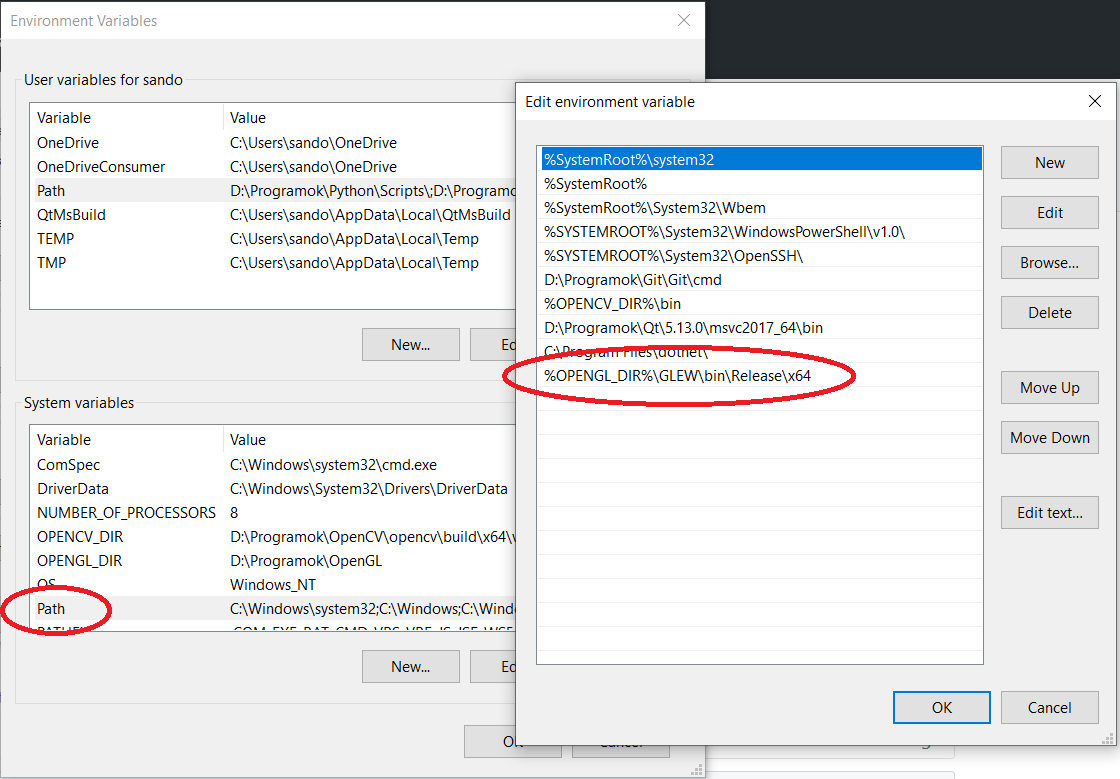 Environment Variables
User variables for sando
Variable Value
OneDrive C:\Users\sando\OneDrive
OneDriveConsumer C:\Users\sando\OneDrive
Path D:\Programok\Python\Scripts\;D:\Programo
QtMsBuild C:\Users\sando\AppData\Local\QtMsBuild
TEMP C:\Users\sando\AppData\Local\Temp
TMP C:\Users\sando\AppData\Local\Temp
New...
System variables
Variable Value
ComSpec C:\Windows\system32\cmd.exe
DriverData C:\Windows\System32\Drivers\DriverData
NUMBER_OF_PROCESSORS 8
OPENCV_DIR D:\Programok\OpenCV\opencv\build\x64\
OPENGL_DIR D:\Programok\OpenGL
OS Windows_NT
Path C:\Windows\system32;C:\Windows;C:\Wind
New...
Edit environment variable
%SystemRoot%\system32
%SystemRoot%
%SystemRoot%\System32\Wbem
%SYSTEMROOT%\System32\WindowsPowerShell\v1.0\
%SYSTEMROOT%\System32\OpenSSH\
D:\Programok\Git\Git\cmd
%OPENCV_DIR%\bin
D:\Programok\Qt\5.13.0\msvc2017_64\bin
C:\Program Files\dotnet\
%OPENGL_DIR%\GLEW\bin\Release\x64
New
Edit
Browse...
Delete
Move Up
Move Down
Edit text...
OK
Cancel